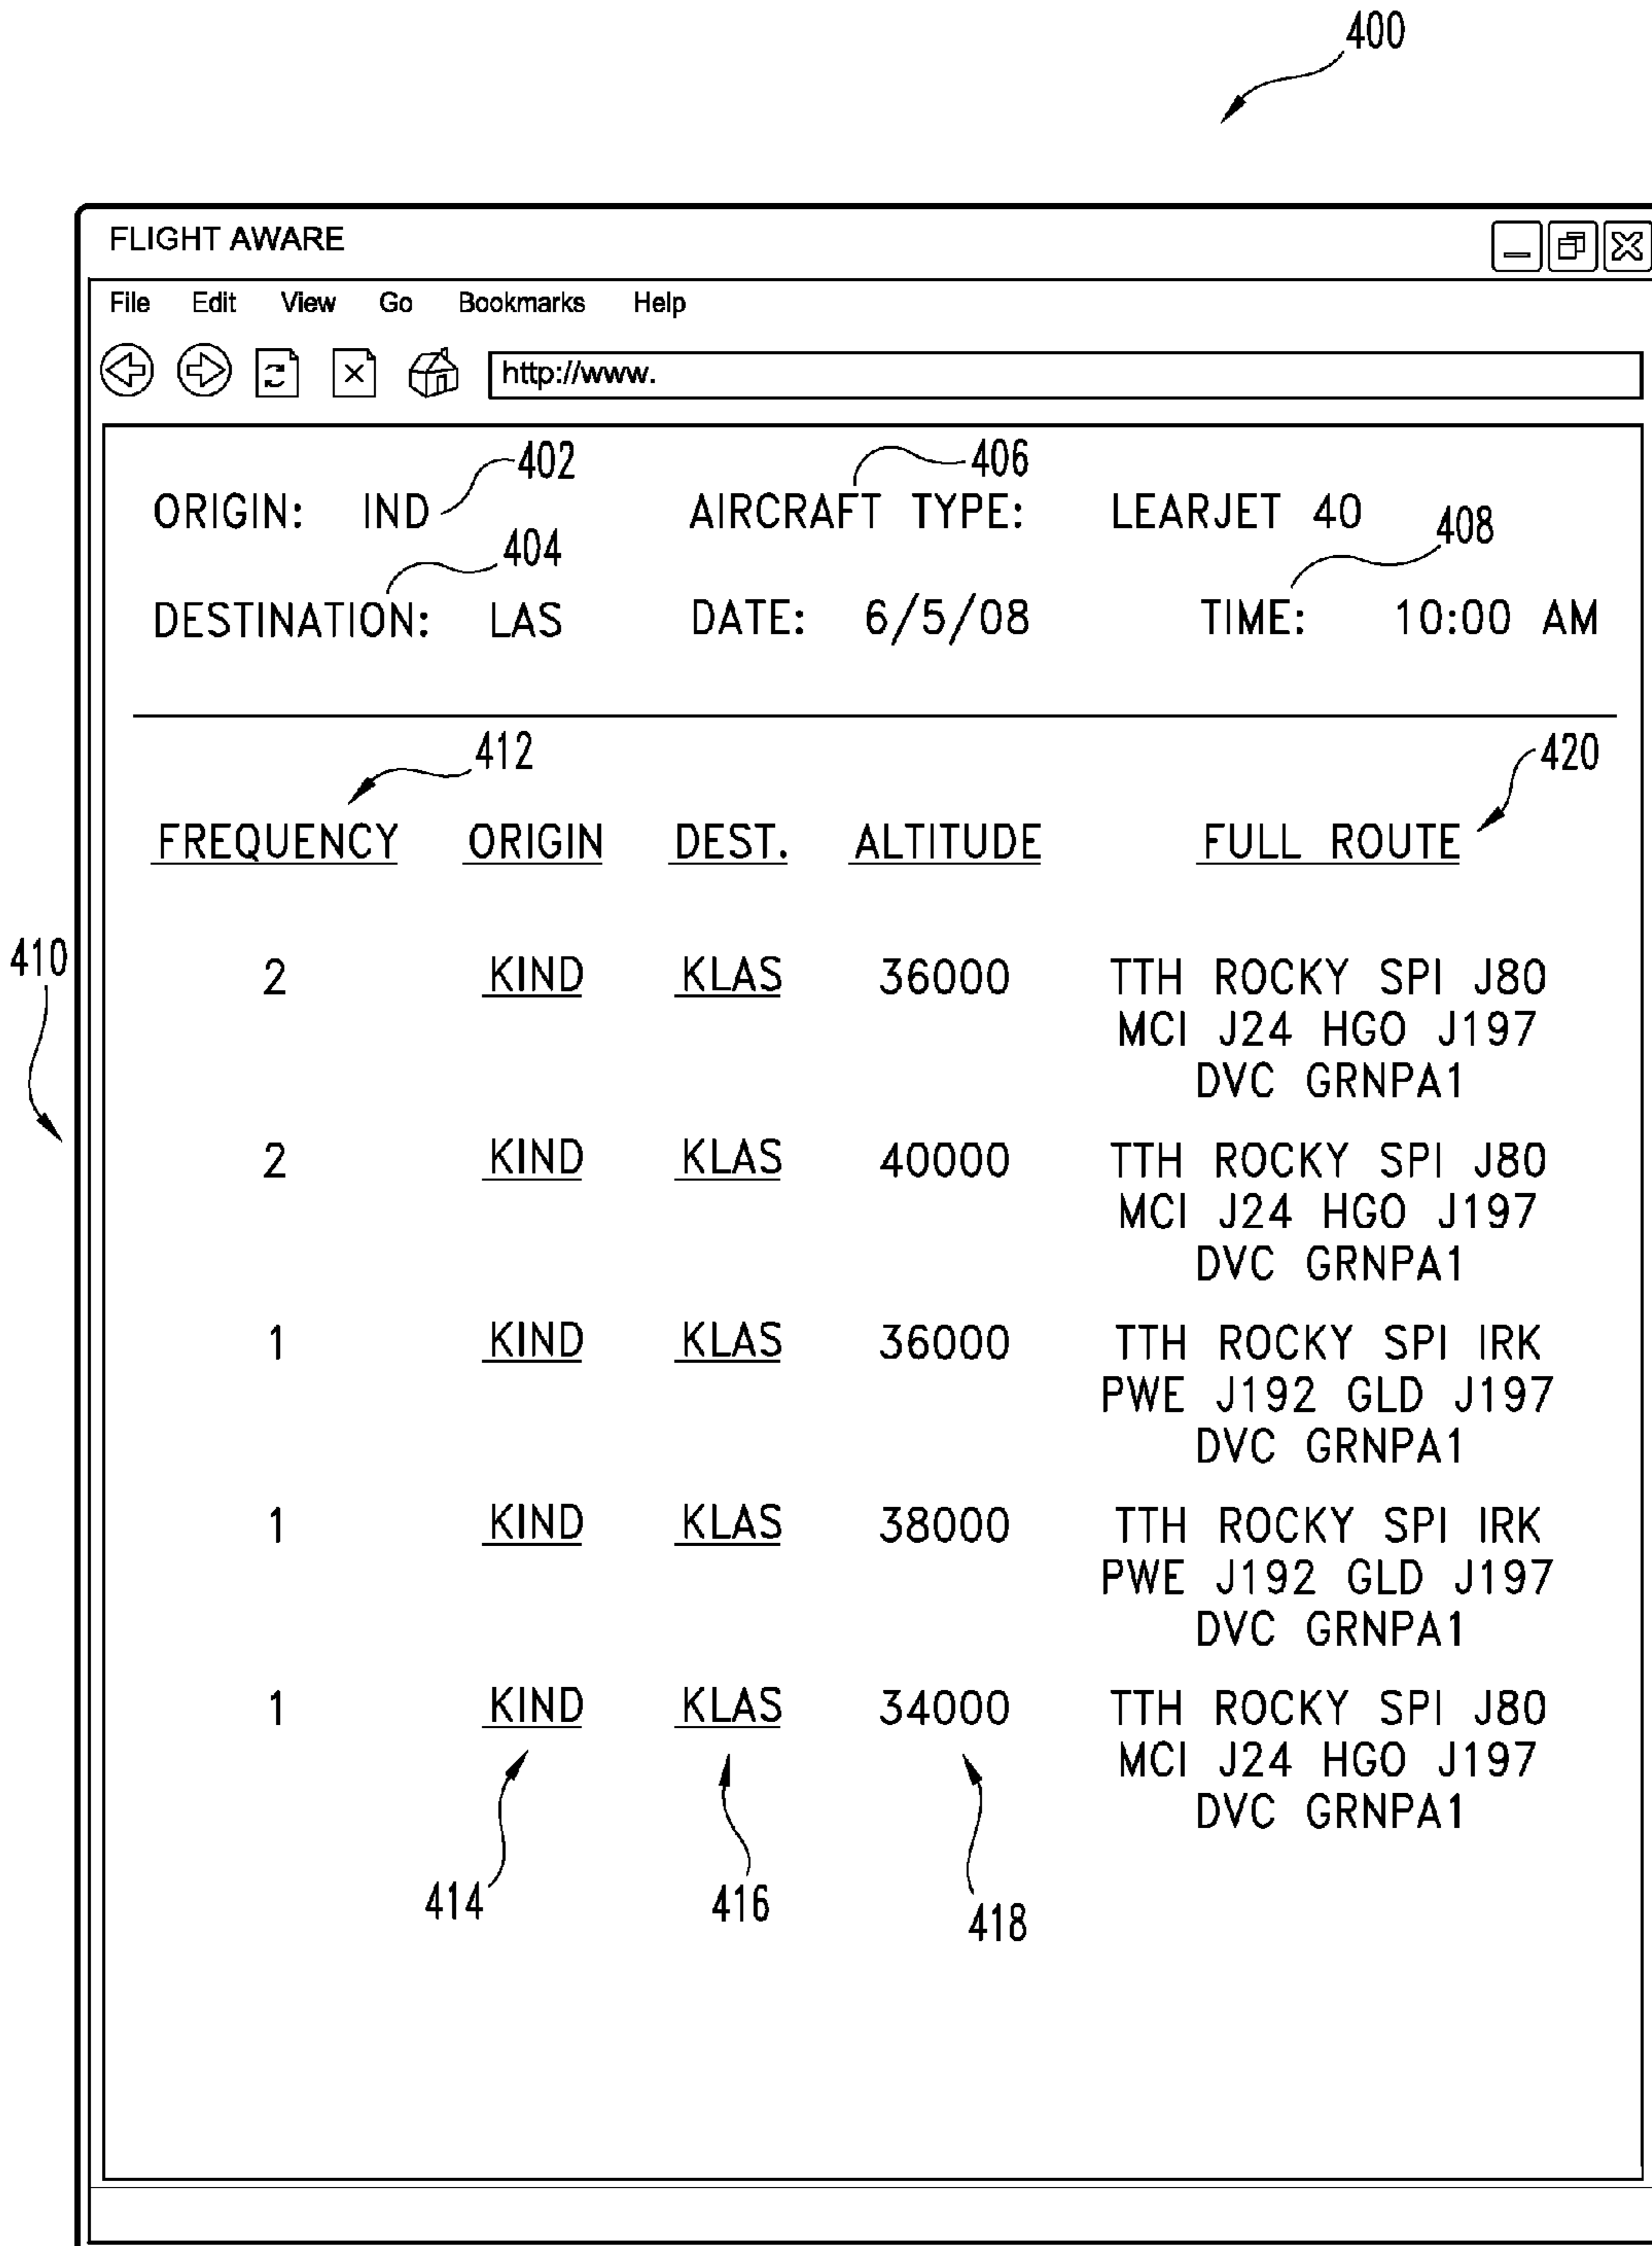 400
FLIGHT AWARE
File Edit View Go Bookmarks Help
http://www.
402 406
ORIGIN: IND AIRCRAFT TYPE: LEARJET 40
404 408
DESTINATION: LAS DATE: 6/5/08 TIME: 10:00 AM
412 420
FREQUENCY ORIGIN DEST. ALTITUDE FULL ROUTE
410
2 KIND KLAS 36000 TTH ROCKY SPI J80
MCI J24 HGO J197
DVC GRNPA1
2 KIND KLAS 40000 TTH ROCKY SPI J80
MCI J24 HGO J197
DVC GRNPA1
1 KIND KLAS 36000 TTH ROCKY SPI IRK
PWE J192 GLD J197
DVC GRNPA1
1 KIND KLAS 38000 TTH ROCKY SPI IRK
PWE J192 GLD J197
DVC GRNPA1
1 KIND KLAS 34000 TTH ROCKY SPI J80
MCI J24 HGO J197
DVC GRNPA1
414 416 418